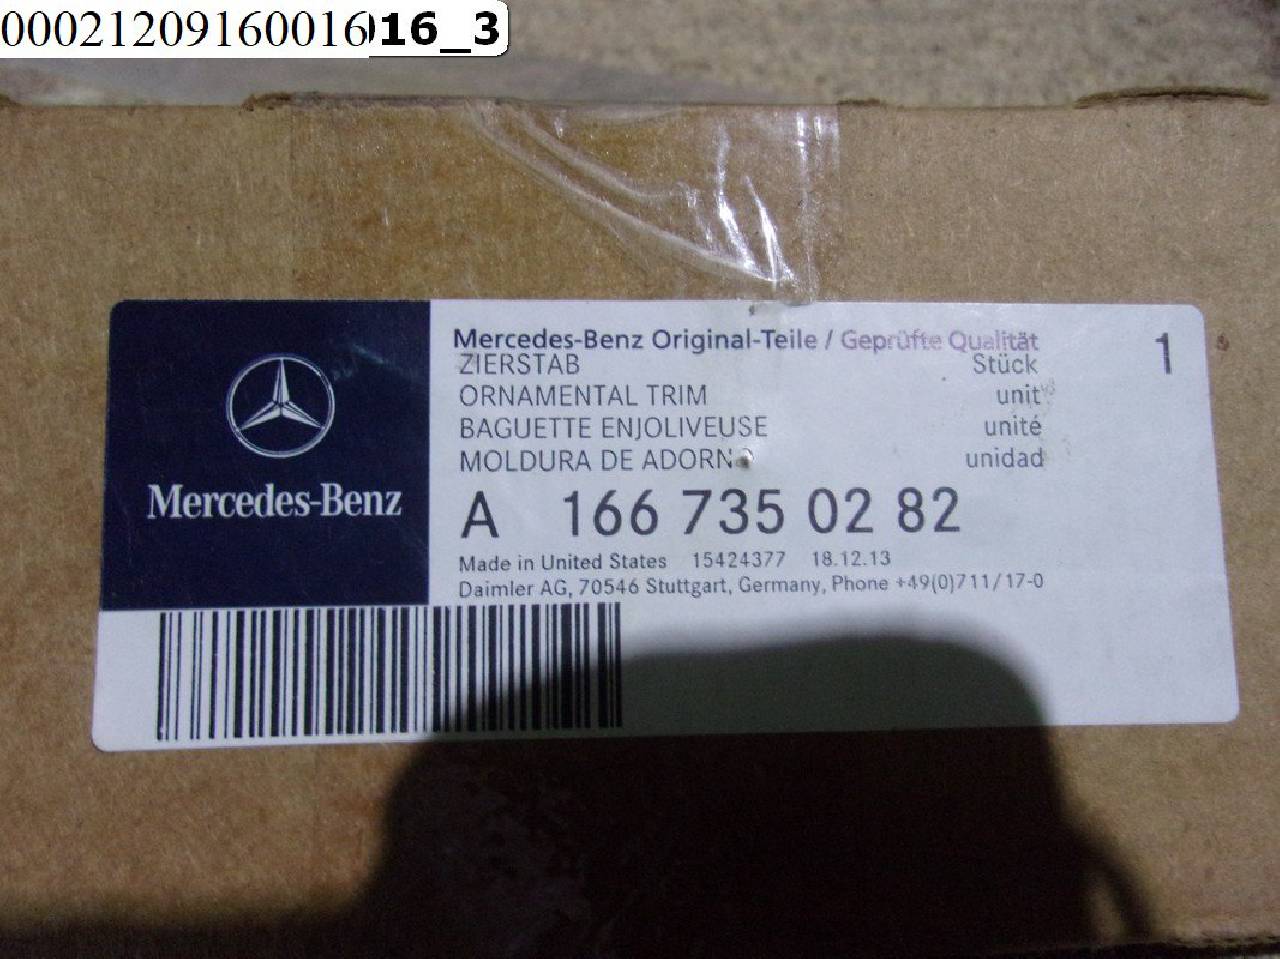 00021209160016016_3
Mercedes-Benz Original-Teile / Geprüfte Qualität 1
ZIERSTAB Stück
ORNAMENTAL TRIM unit
BAGUETTE ENJOLIVEUSE unité
MOLDURA DE ADORNO unidad
A 166 735 02 82
Made in United States 15424377 18.12.13
Daimler AG, 70546 Stuttgart, Germany, Phone +49(0)711/17-0
Mercedes-Benz